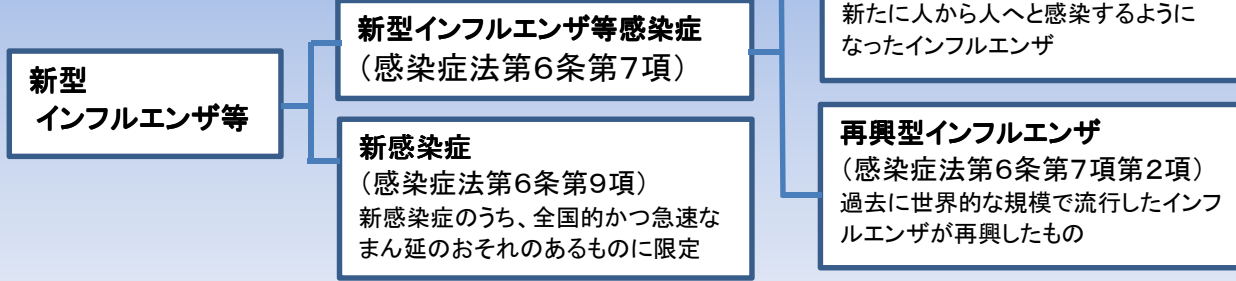 新型
インフルエンザ等
新型インフルエンザ等感染症
(感染症法第6条第7項)
新感染症
(感染症法第6条第9項)
新感染症のうち、全国的かつ急速な
まん延のおそれのあるものに限定
新たに人から人へと感染するように
なったインフルエンザ
再興型インフルエンザ
(感染症法第6条第7項第2項)
過去に世界的な規模で流行したインフ
ルエンザが再興したもの